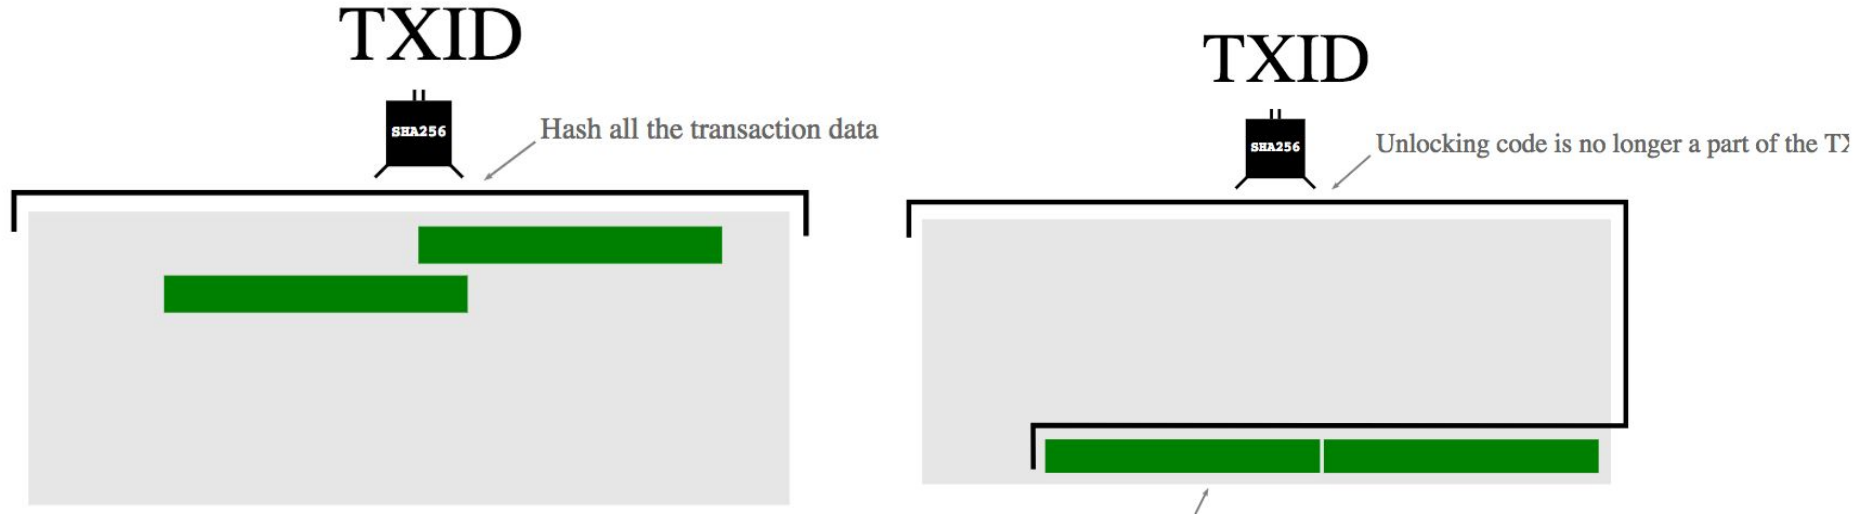 TXID
SHA256
Hash all the transaction data
TXID
SHA256
Unlocking code is no longer a part of the